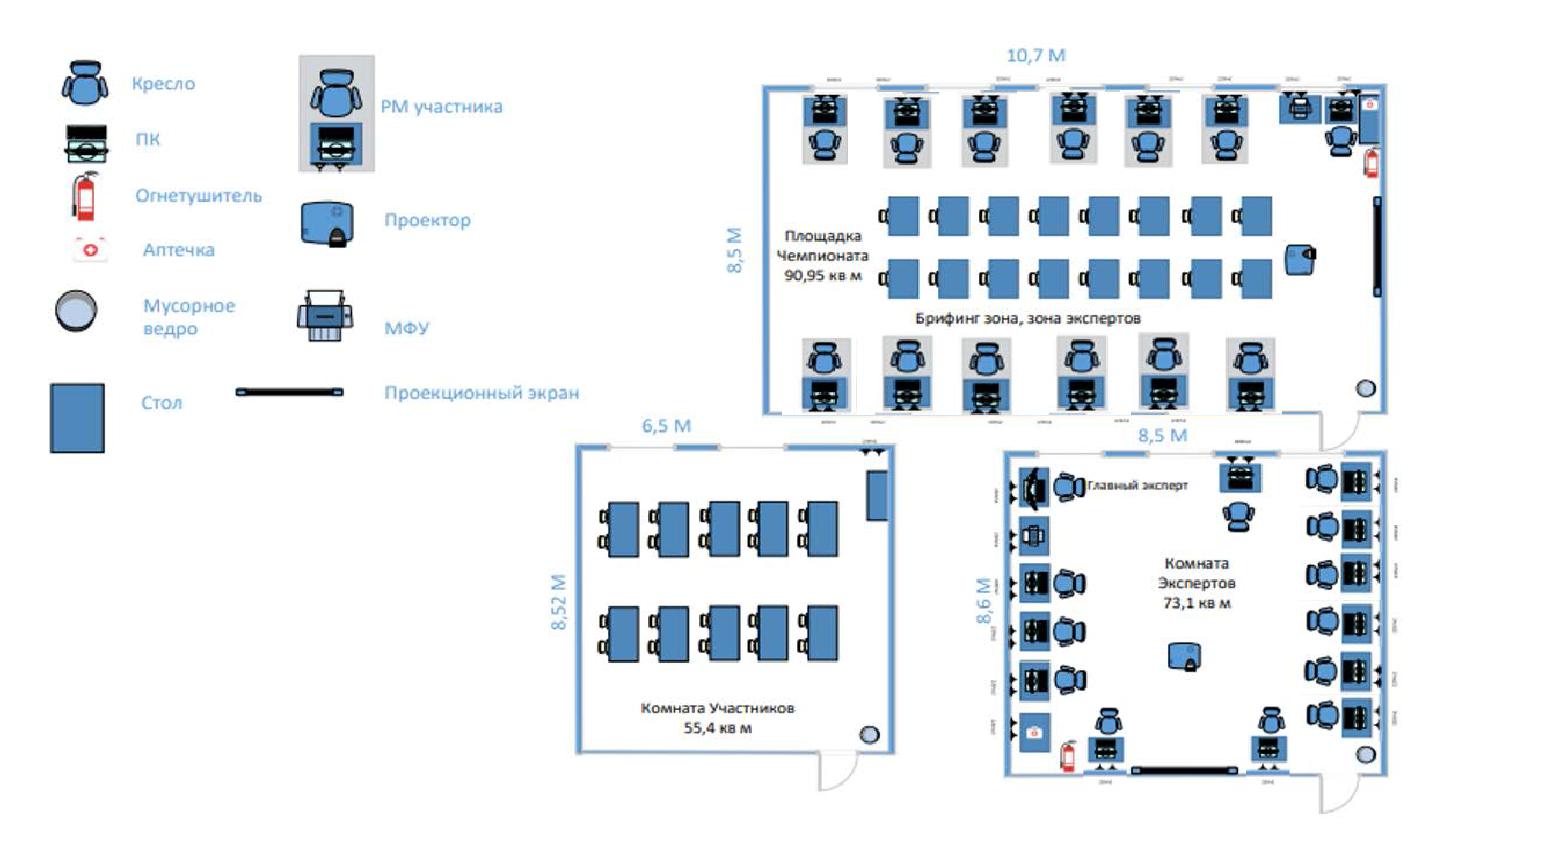 Кресло
ПК
Огнетушитель
Аптечка
Мусорное
ведро
Стол
РМ участника
Проектор
МФУ
Проекционный экран
10,7 М
8,5 М
Площадка
Чемпионата
90,95 кв м
Брифинг зона, зона экспертов
6,5 М
8,52 М
Комната Участников
55,4 кв м
8,5 М
8,6 М
Главный эксперт
Комната
Экспертов
73,1 кв м